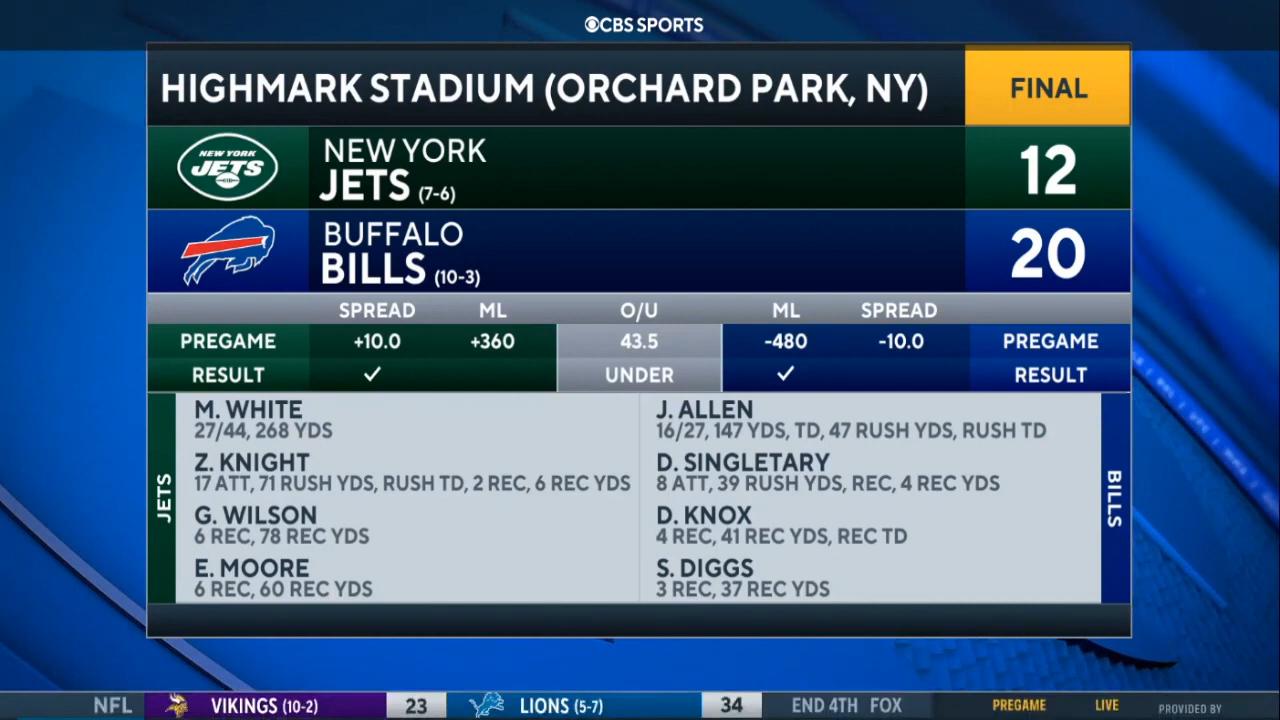 CBS SPORTS
HIGHMARK STADIUM (ORCHARD PARK, NY) FINAL
NEW YORK JETS
NEW YORK
JETS (7-6)
12
BUFFALO
BILLS (10-3)
20
SPREAD ML O/U ML SPREAD
PREGAME +10.0 +360 43.5 -480 -10.0 PREGAME
RESULT ✓ UNDER ✓ RESULT
JETS
M. WHITE
27/44, 268 YDS
Z. KNIGHT
17 ATT, 71 RUSH YDS, RUSH TD, 2 REC, 6 REC YDS
G. WILSON
6 REC, 78 REC YDS
E. MOORE
6 REC, 60 REC YDS
J. ALLEN
16/27, 147 YDS, TD, 47 RUSH YDS, RUSH TD
D. SINGLETARY
8 ATT, 39 RUSH YDS, REC, 4 REC YDS
D. KNOX
4 REC, 41 REC YDS, REC TD
S. DIGGS
3 REC, 37 REC YDS
BILLS
NFL VIKINGS (10-2) 23 LIONS (5-7) 34 END 4TH FOX PREGAME LIVE PROVIDED BY